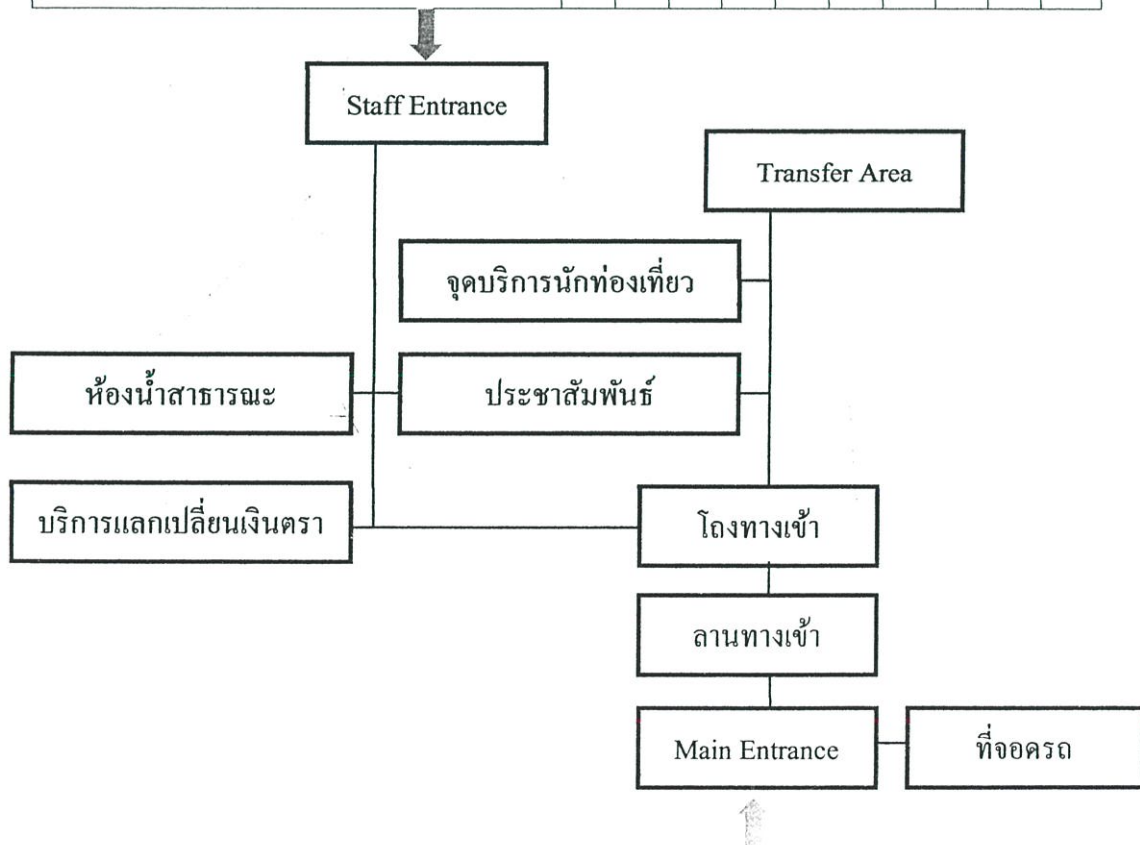 Staff Entrance
Transfer Area
จุดบริการนักท่องเที่ยว
ห้องน้ำสาธารณะ
ประชาสัมพันธ์
บริการแลกเปลี่ยนเงินตรา
โถงทางเข้า
ลานทางเข้า
Main Entrance
ที่จอดรถ